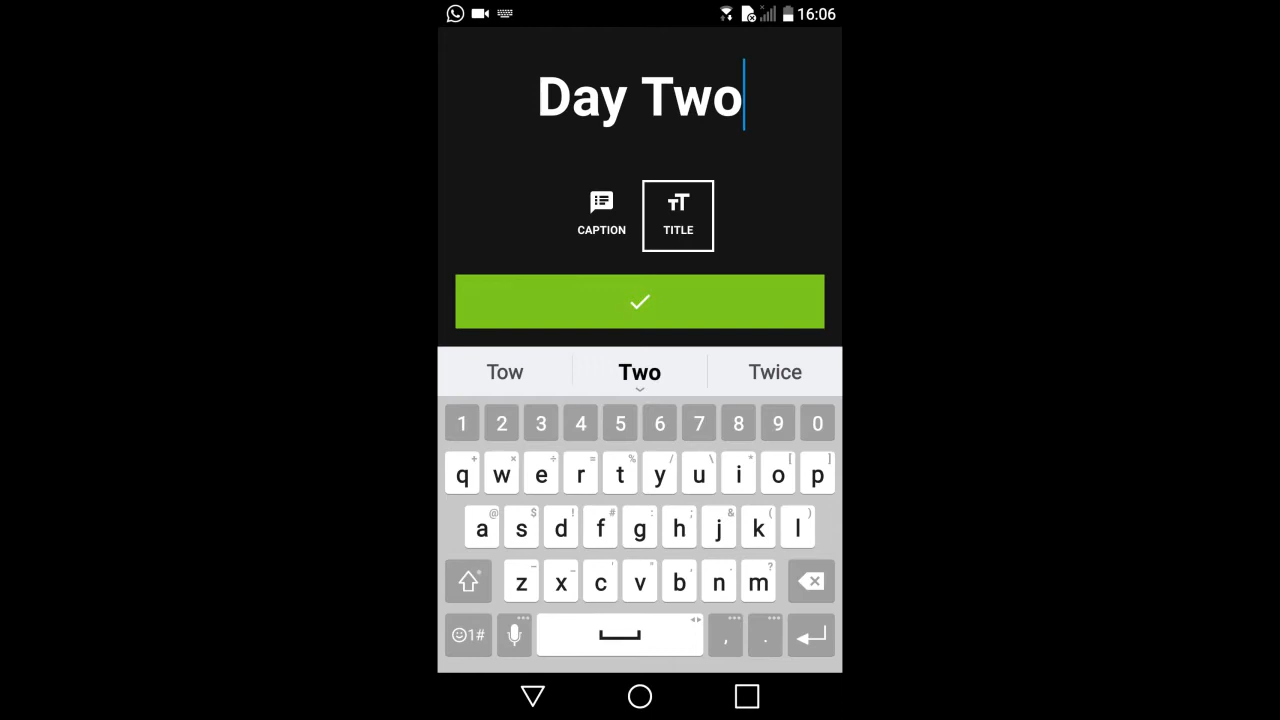 16:06
Day Two
CAPTION TITLE
Tow Two Twice
1 2 3 4 5 6 7 8 9 0
+ × ÷ = % / \ * [ ]
q w e r t y u i o p
@ $ ! # : ; & ( )
a s d f g h j k l
z x c v b n m ?
1# , .